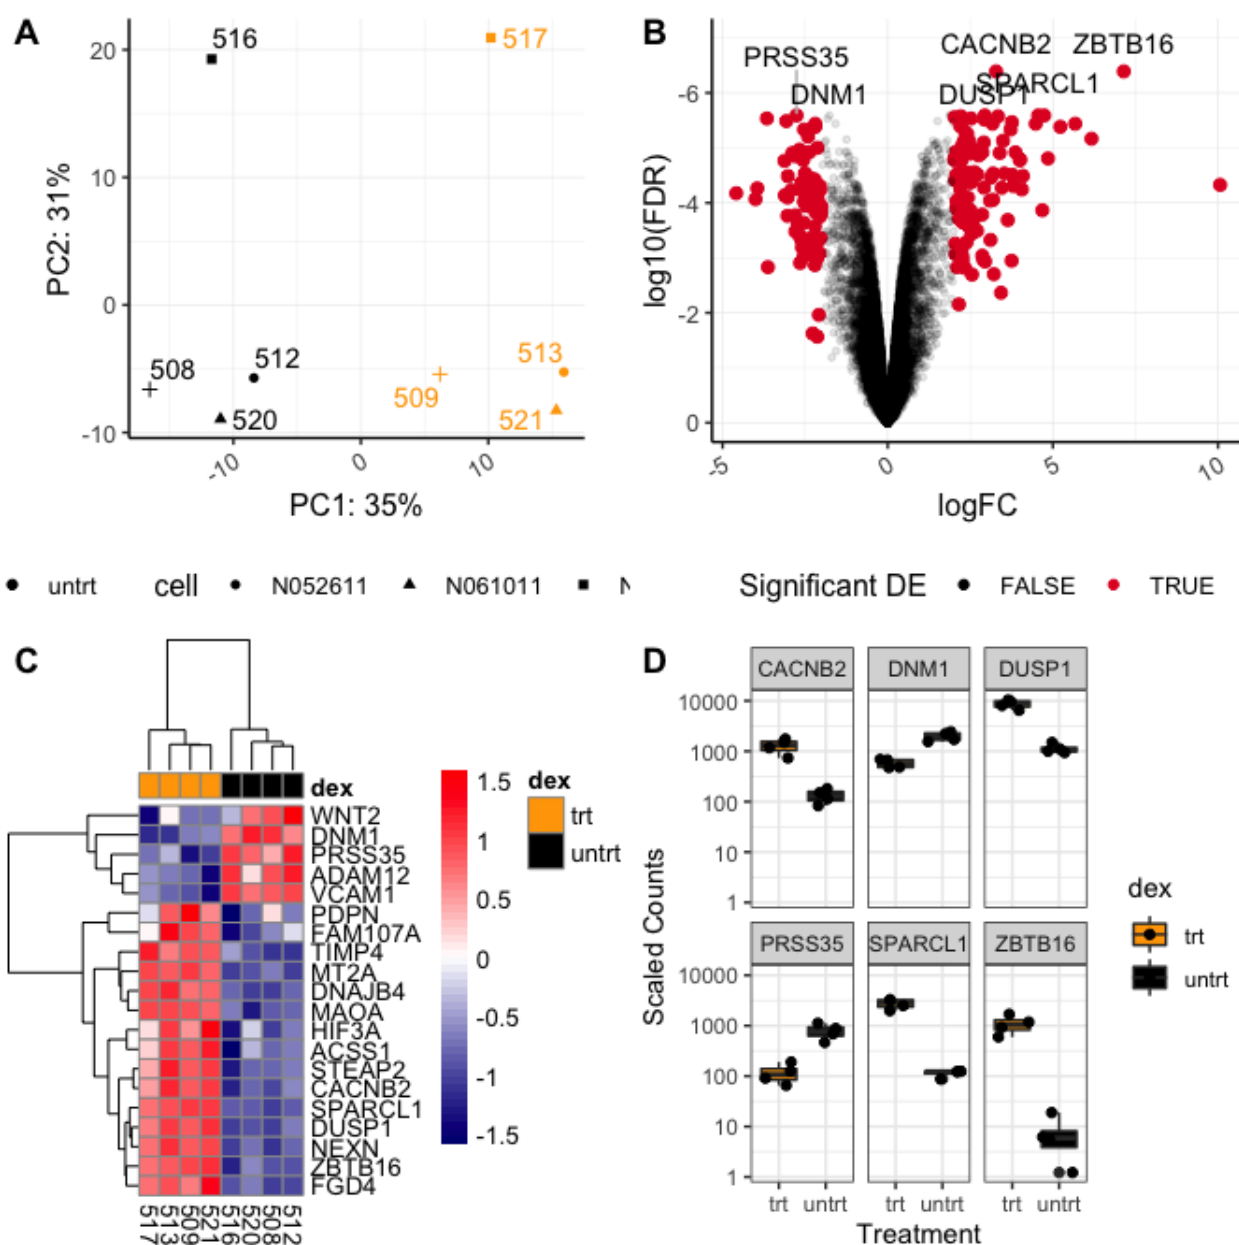 A
516
517
20
10
0
-10
508
512
520
509
513
521
PC2: 31%
-10
0
10
PC1: 35%
untrt
cell
N052611
N061011
B
PRSS35
DNM1
CACNB2
ZBTB16
SPARCL1
DUSP1
-6
-4
-2
0
log10(FDR)
-5
0
5
10
logFC
Significant DE
FALSE
TRUE
C
dex
WNT2
DNM1
PRSS35
ADAM12
VCAM1
PDPN
FAM107A
TIMP4
MT2A
DNAJB4
MAOA
HIF3A
ACSS1
STEAP2
CACNB2
SPARCL1
DUSP1
NEXN
ZBTB16
FGD4
517
513
509
521
516
520
508
512
1.5
1
0.5
0
-0.5
-1
-1.5
dex
trt
untrt
D
CACNB2 DNM1 DUSP1
10000
1000
100
10
1
PRSS35 SPARCL1 ZBTB16
10000
1000
100
10
1
Scaled Counts
trt untrt trt untrt trt untrt
Treatment
dex
trt
untrt